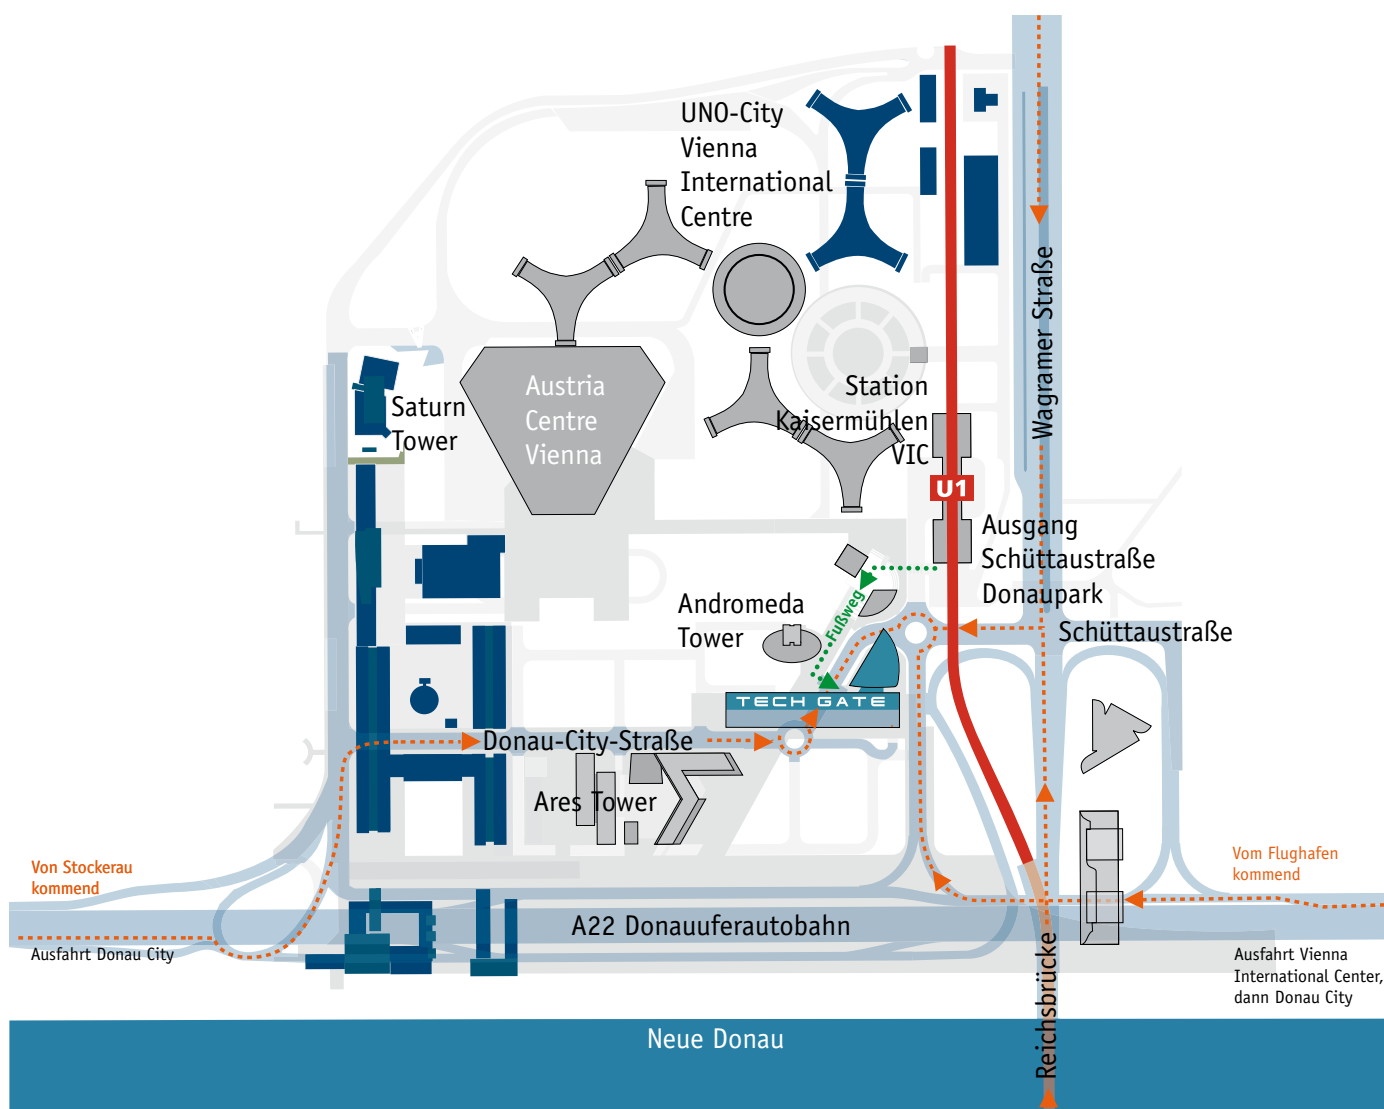 UNO-City
Vienna
International
Centre
Wagramer Straße
Austria
Centre
Vienna
Saturn
Tower
Station
Kaisermühlen
VIC
U1
Ausgang
Schüttaustraße
Donaupark
Schüttaustraße
Andromeda
Tower
Fußweg
TECH GATE
Donau-City-Straße
Ares Tower
Von Stockerau
kommend
Vom Flughafen
kommend
A22 Donauuferautobahn
Ausfahrt Donau City
Ausfahrt Vienna
International Center,
dann Donau City
Reichsbrücke
Neue Donau